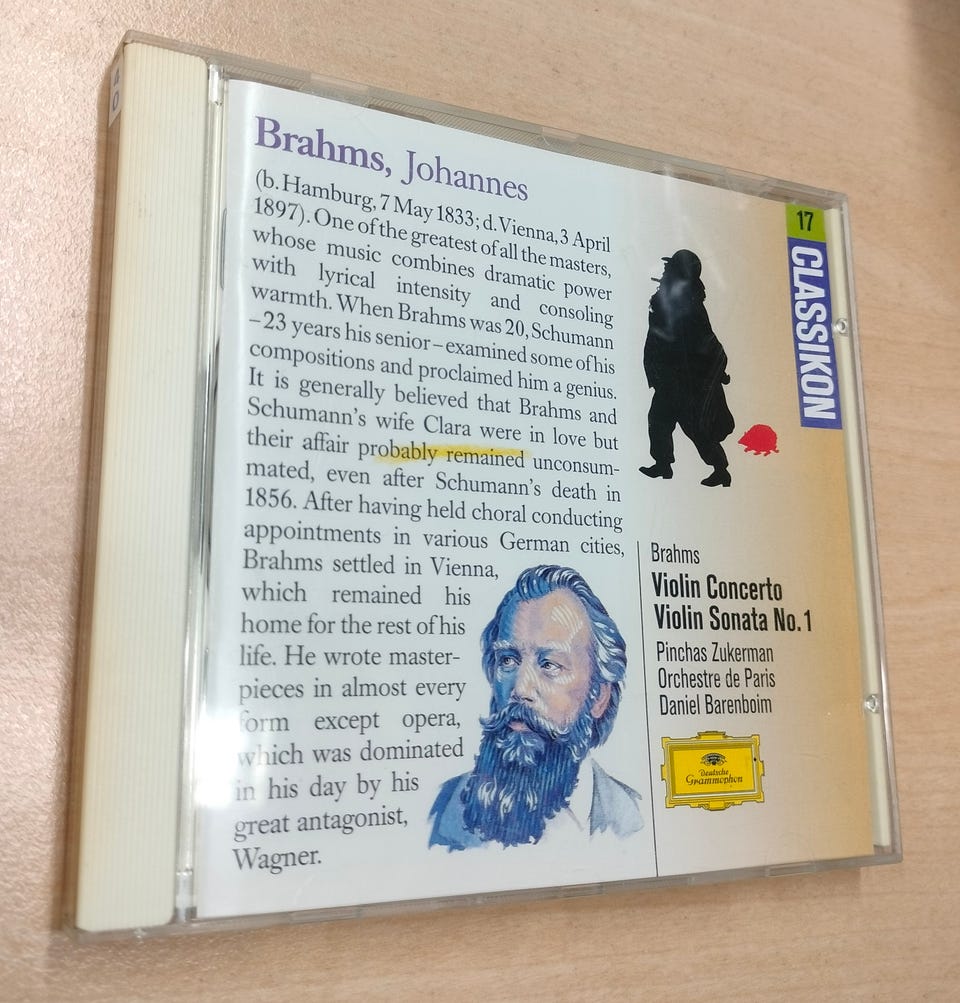 40
Brahms, Johannes
(b. Hamburg, 7 May 1833; d. Vienna, 3 April
1897). One of the greatest of all the masters,
whose music combines dramatic power
with lyrical intensity and consoling
warmth. When Brahms was 20, Schumann
–23 years his senior–examined some of his
compositions and proclaimed him a genius.
It is generally believed that Brahms and
Schumann's wife Clara were in love but
their affair probably remained unconsum-
mated, even after Schumann's death in
1856. After having held choral conducting
appointments in various German cities,
Brahms settled in Vienna,
which remained his
home for the rest of his
life. He wrote master-
pieces in almost every
form except opera,
which was dominated
in his day by his
great antagonist,
Wagner.
17
CLASSIKON
Brahms
Violin Concerto
Violin Sonata No. 1
Pinchas Zukerman
Orchestre de Paris
Daniel Barenboim
Deutsche
Grammophon